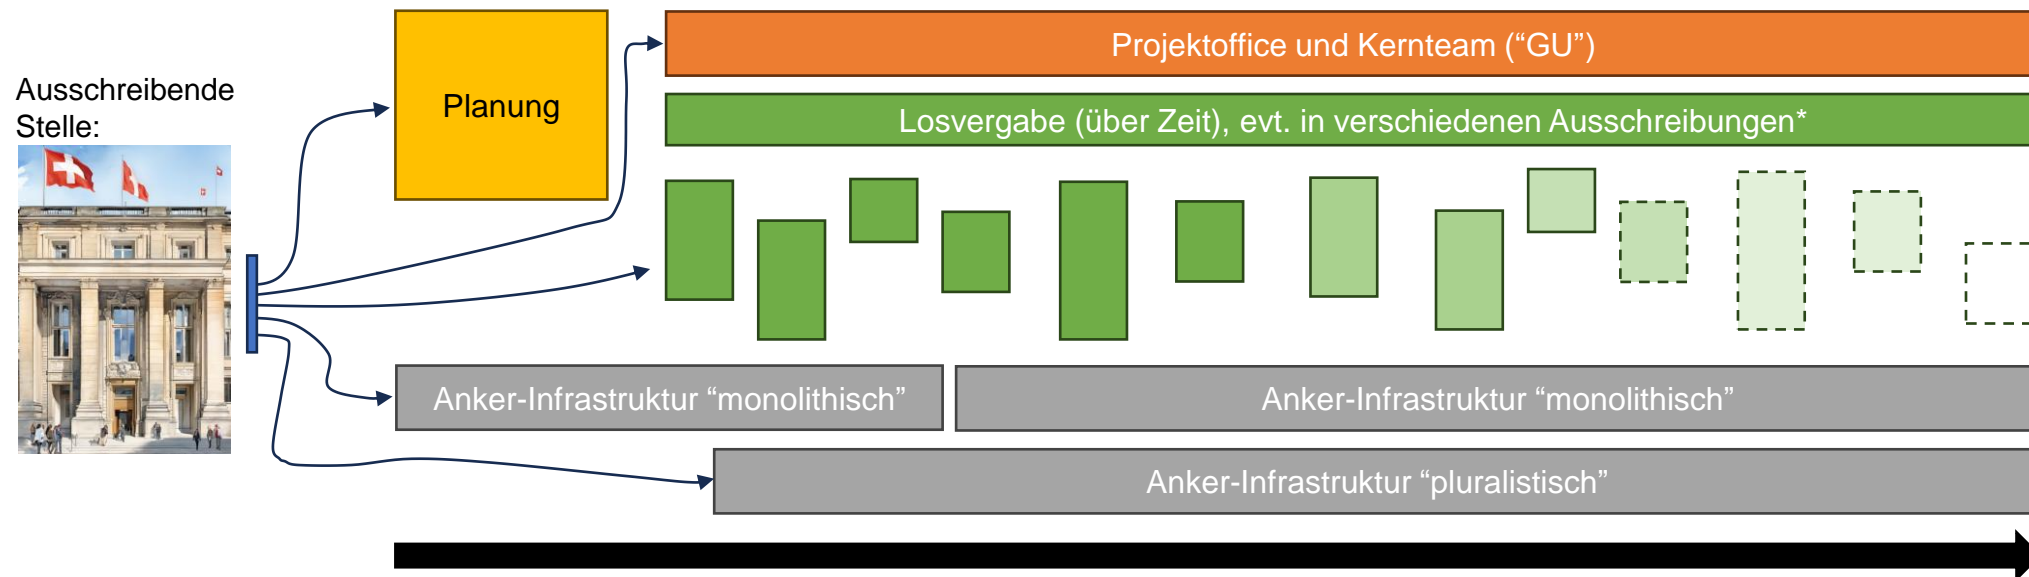 Ausschreibende
Stelle:
Planung
Projektoffice und Kernteam (“GU”)
Losvergabe (über Zeit), evt. in verschiedenen Ausschreibungen*
Anker-Infrastruktur “monolithisch”
Anker-Infrastruktur “monolithisch”
Anker-Infrastruktur “pluralistisch”